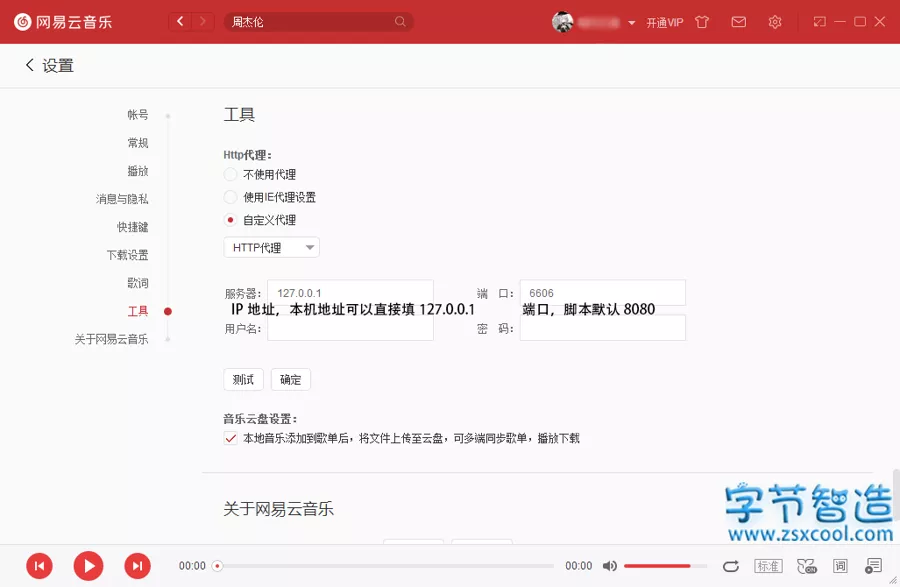 网易云音乐
周杰伦
开通VIP
设置
帐号
常规
播放
消息与隐私
快捷键
下载设置
歌词
工具
关于网易云音乐
工具
Http代理:
不使用代理
使用IE代理设置
自定义代理
HTTP代理
服务器: 127.0.0.1 端 口: 6606
IP 地址，本机地址可以直接填 127.0.0.1 端口，脚本默认 8080
用户名: 密 码:
测试 确定
音乐云盘设置:
本地音乐添加到歌单后，将文件上传至云盘，可多端同步歌单，播放下载
关于网易云音乐
字节智造
www.zsxcool.com
00:00 00:00 标准 ON 词